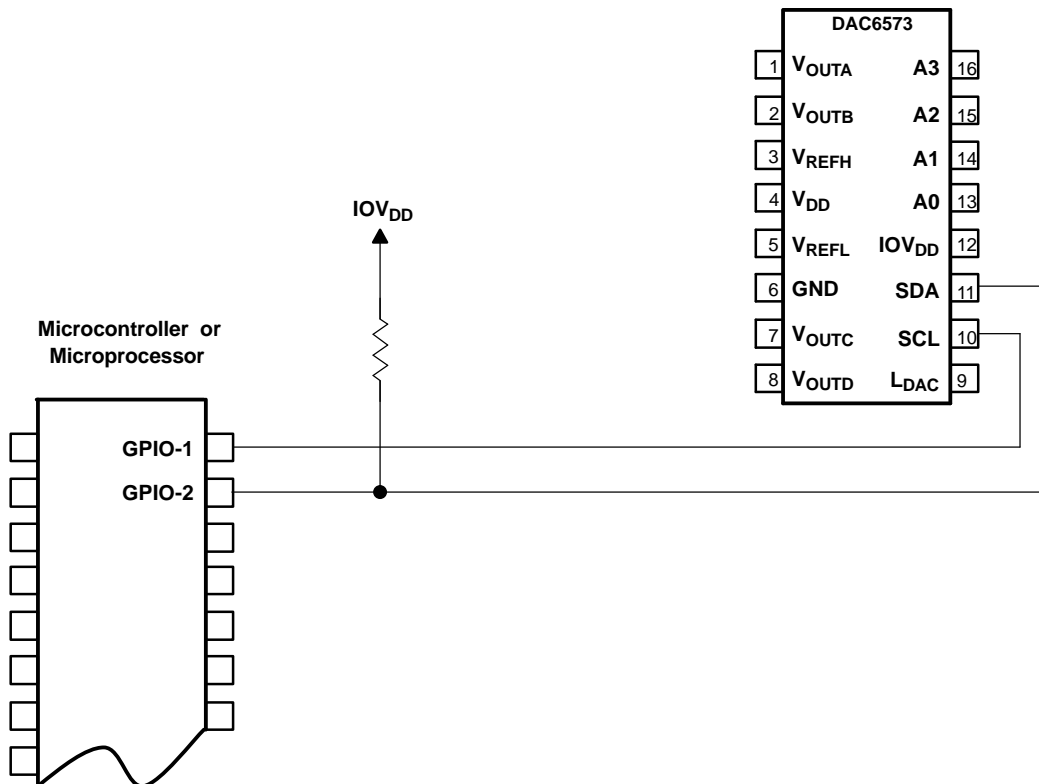 DAC6573
1 VOUTA A3 16
2 VOUTB A2 15
3 VREFH A1 14
4 VDD A0 13
5 VREFL IOVDD 12
6 GND SDA 11
7 VOUTC SCL 10
8 VOUTD LDAC 9
IOVDD
Microcontroller or
Microprocessor
GPIO-1
GPIO-2